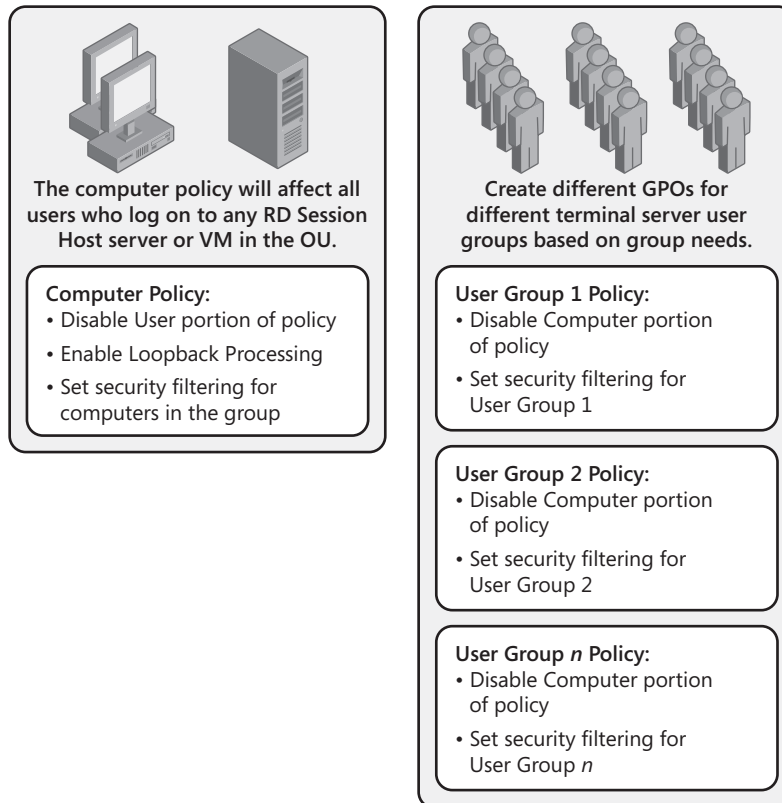 The computer policy will affect all
users who log on to any RD Session
Host server or VM in the OU.
Computer Policy:
• Disable User portion of policy
• Enable Loopback Processing
• Set security filtering for
computers in the group
Create different GPOs for
different terminal server user
groups based on group needs.
User Group 1 Policy:
• Disable Computer portion
of policy
• Set security filtering for
User Group 1
User Group 2 Policy:
• Disable Computer portion
of policy
• Set security filtering for
User Group 2
User Group n Policy:
• Disable Computer portion
of policy
• Set security filtering for
User Group n